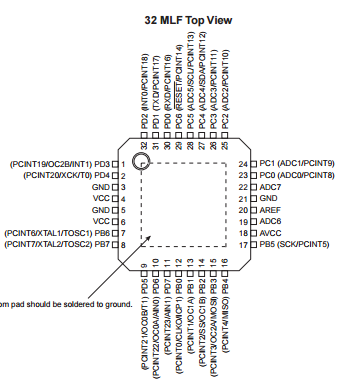 32 MLF Top View
PD2 (INT0/PCINT18)
PD1 (TXD/PCINT17)
PD0 (RXD/PCINT16)
PC6 (RESET/PCINT14)
PC5 (ADC5/SCL/PCINT13)
PC4 (ADC4/SDA/PCINT12)
PC3 (ADC3/PCINT11)
PC2 (ADC2/PCINT10)
32 31 30 29 28 27 26 25
(PCINT19/OC2B/INT1) PD3 1
(PCINT20/XCK/T0) PD4 2
GND 3
VCC 4
GND 5
VCC 6
(PCINT6/XTAL1/TOSC1) PB6 7
(PCINT7/XTAL2/TOSC2) PB7 8
24 PC1 (ADC1/PCINT9)
23 PC0 (ADC0/PCINT8)
22 ADC7
21 GND
20 AREF
19 ADC6
18 AVCC
17 PB5 (SCK/PCINT5)
9 10 11 12 13 14 15 16
(PCINT21/OC0B/T1) PD5
(PCINT22/OC0A/AIN0) PD6
(PCINT23/AIN1) PD7
(PCINT0/CLKO/ICP1) PB0
(PCINT1/OC1A) PB1
(PCINT2/SS/OC1B) PB2
(PCINT3/OC2A/MOSI) PB3
(PCINT4/MISO) PB4
om pad should be soldered to ground.